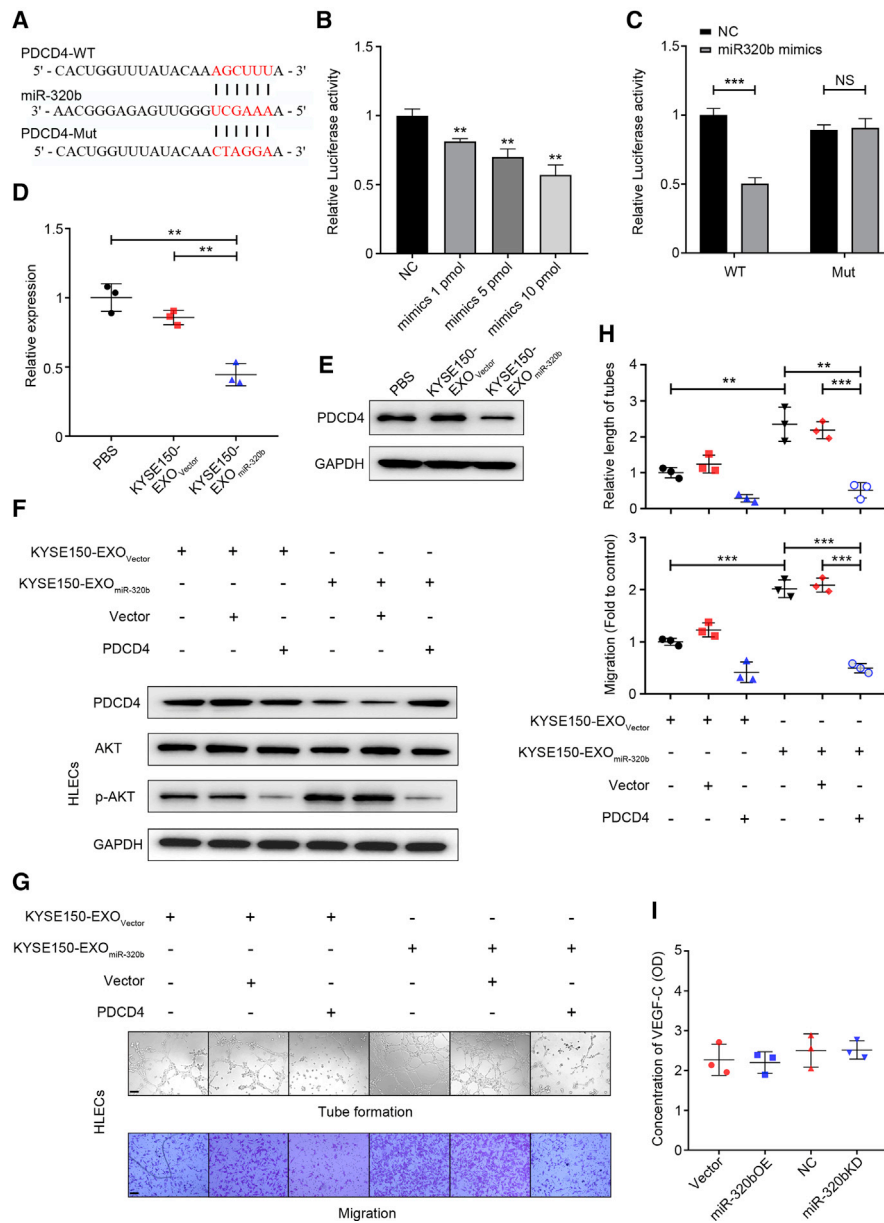 A
PDCD4-WT
5' - CACUGGUUUAUACAAAGCUUUA - 3'
miR-320b
3' - AACGGGAGAGUUGGGUCGAAAA - 5'
PDCD4-Mut
5' - CACUGGUUUAUACAACTAGGAA - 3'
B
Relative Luciferase activity
1.5
1
0.5
0
**
**
**
NC
mimics 1 pmol
mimics 5 pmol
mimics 10 pmol
C
NC
miR320b mimics
Relative Luciferase activity
1.5
1
0.5
0
***
NS
WT
Mut
D
Relative expression
1.5
1
0.5
0
**
**
PBS
KYSE150-EXOVector
KYSE150-EXOmiR-320b
E
PBS
KYSE150-EXOVector
KYSE150-EXOmiR-320b
PDCD4
GAPDH
F
KYSE150-EXOVector + + + - - -
KYSE150-EXOmiR-320b - - - + + +
Vector - + - - + -
PDCD4 - - + - - +
HLECs
PDCD4
AKT
p-AKT
GAPDH
G
KYSE150-EXOVector + + + - - -
KYSE150-EXOmiR-320b - - - + + +
Vector - + - - + -
PDCD4 - - + - - +
HLECs
Tube formation
Migration
H
Relative length of tubes
4
3
2
1
0
**
**
***
Migration (Fold to control)
3
2
1
0
***
***
***
KYSE150-EXOVector + + + - - -
KYSE150-EXOmiR-320b - - - + + +
Vector - + - - + -
PDCD4 - - + - - +
I
Concentration of VEGF-C (OD)
5
4
3
2
1
0
Vector
miR-320bOE
NC
miR-320bKD